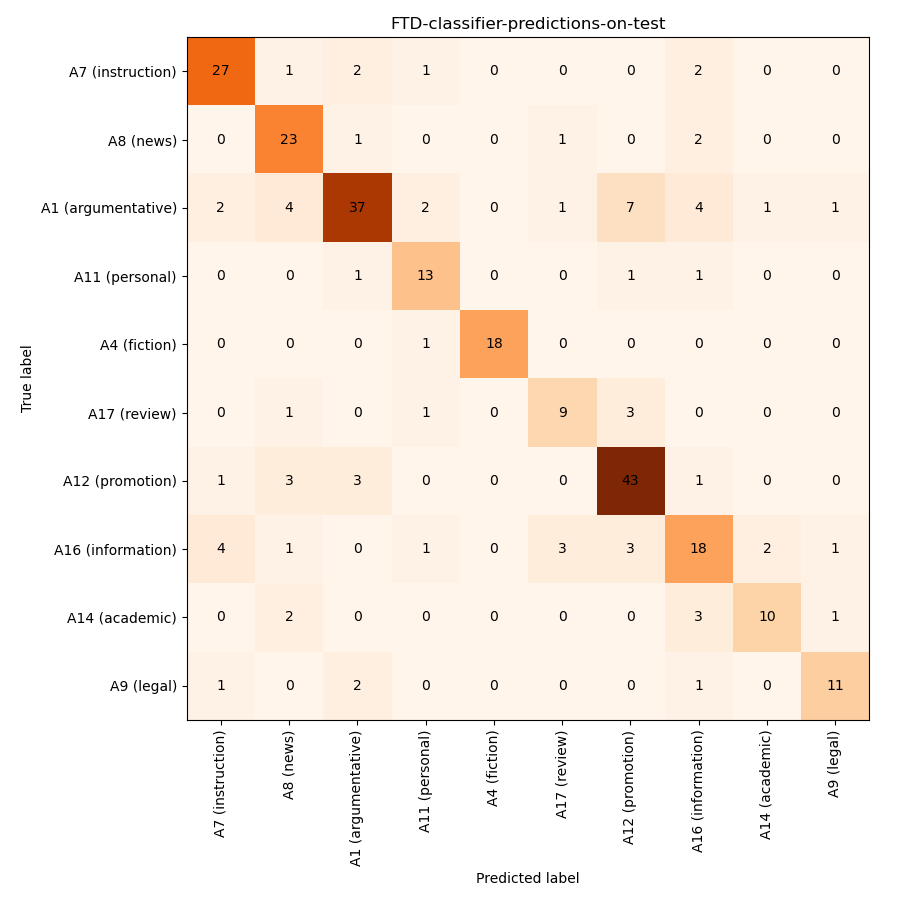 FTD-classifier-predictions-on-test
A7 (instruction) 27 1 2 1 0 0 0 2 0 0
A8 (news) 0 23 1 0 0 1 0 2 0 0
A1 (argumentative) 2 4 37 2 0 1 7 4 1 1
A11 (personal) 0 0 1 13 0 0 1 1 0 0
A4 (fiction) 0 0 0 1 18 0 0 0 0 0
A17 (review) 0 1 0 1 0 9 3 0 0 0
A12 (promotion) 1 3 3 0 0 0 43 1 0 0
A16 (information) 4 1 0 1 0 3 3 18 2 1
A14 (academic) 0 2 0 0 0 0 0 3 10 1
A9 (legal) 1 0 2 0 0 0 0 1 0 11
True label
A7 (instruction)
A8 (news)
A1 (argumentative)
A11 (personal)
A4 (fiction)
A17 (review)
A12 (promotion)
A16 (information)
A14 (academic)
A9 (legal)
Predicted label